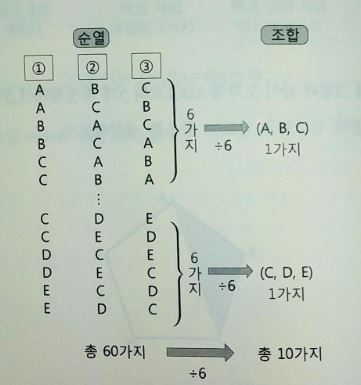 순열 조합
① ② ③
A B C
A C B
B A C
B C A
C A B
C B A
6가지
÷6
(A, B, C)
1가지
⋮
C D E
C E D
D C E
D E C
E C D
E D C
6가지
÷6
(C, D, E)
1가지
총 60가지 총 10가지
÷6